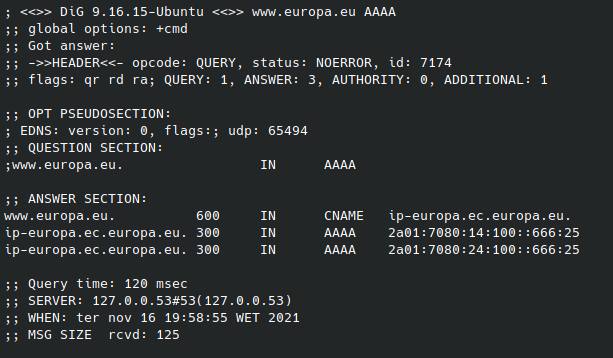 ; <<>> DiG 9.16.15-Ubuntu <<>> www.europa.eu AAAA
;; global options: +cmd
;; Got answer:
;; ->>HEADER<<- opcode: QUERY, status: NOERROR, id: 7174
;; flags: qr rd ra; QUERY: 1, ANSWER: 3, AUTHORITY: 0, ADDITIONAL: 1

;; OPT PSEUDOSECTION:
; EDNS: version: 0, flags:; udp: 65494
;; QUESTION SECTION:
;www.europa.eu.                 IN      AAAA

;; ANSWER SECTION:
www.europa.eu.          600     IN      CNAME   ip-europa.ec.europa.eu.
ip-europa.ec.europa.eu. 300     IN      AAAA    2a01:7080:14:100::666:25
ip-europa.ec.europa.eu. 300     IN      AAAA    2a01:7080:24:100::666:25

;; Query time: 120 msec
;; SERVER: 127.0.0.53#53(127.0.0.53)
;; WHEN: ter nov 16 19:58:55 WET 2021
;; MSG SIZE  rcvd: 125